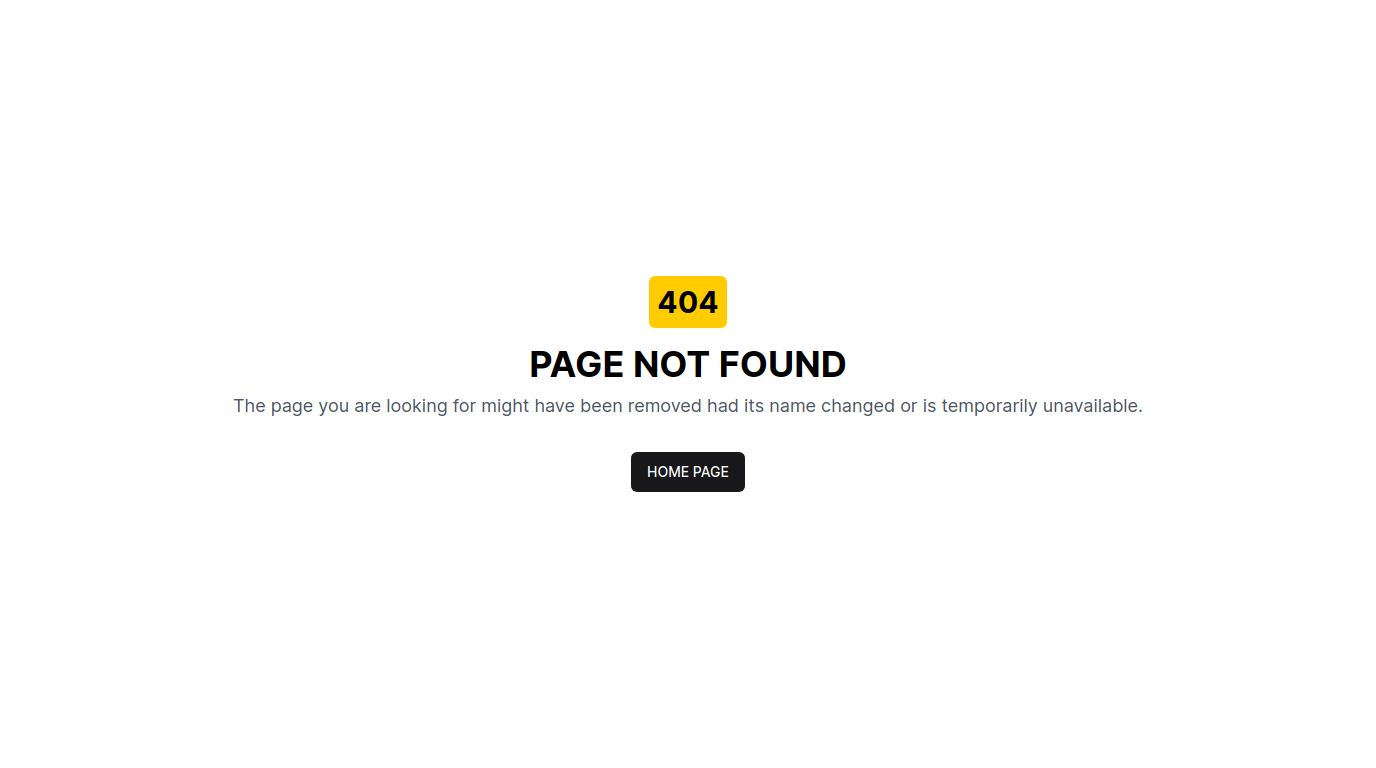 404
PAGE NOT FOUND
The page you are looking for might have been removed had its name changed or is temporarily unavailable.
HOME PAGE